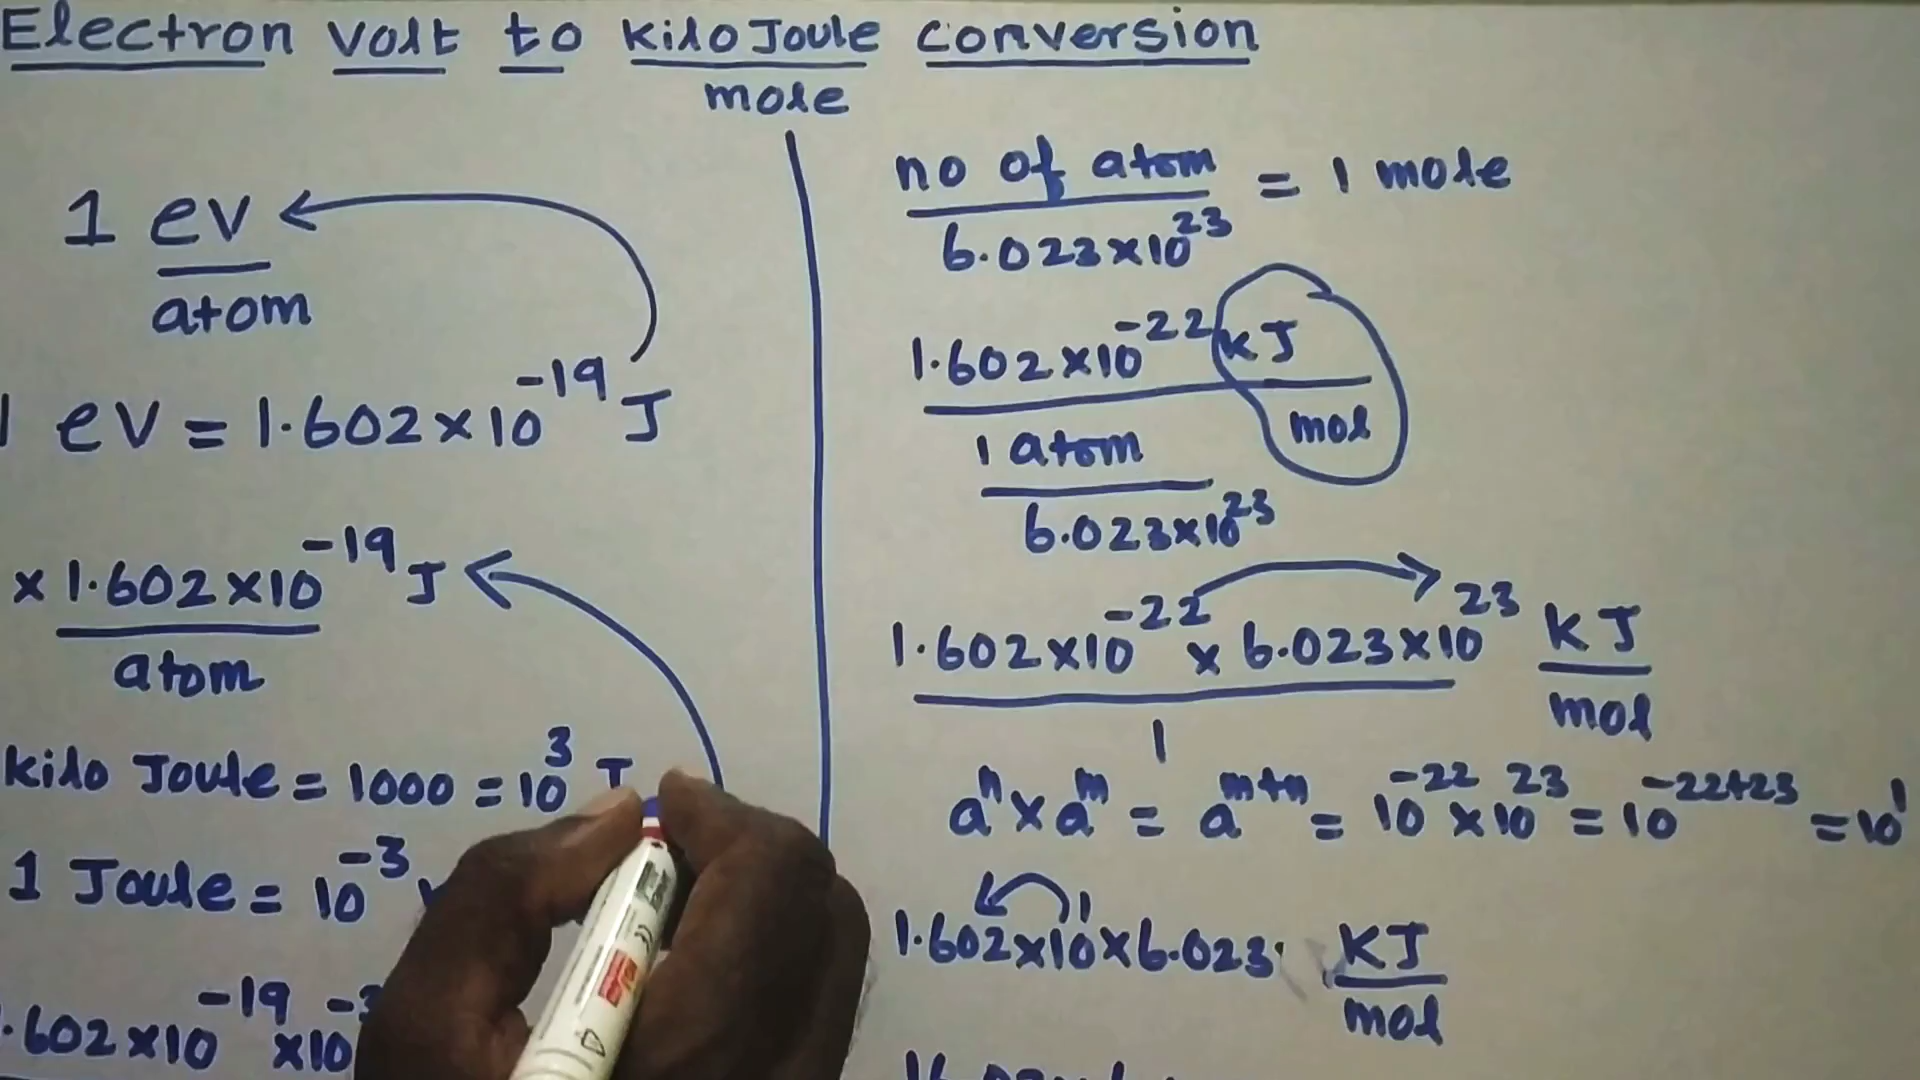 Electron volt to kiloJoule conversion
mole
1 ev
atom
1 eV = 1.602×10^-19 J
× 1.602×10^-19 J
atom
kilo Joule = 1000 = 10^3 J
1 Joule = 10^-3
.602×10^-19 ×10^-3
no of atom = 1 mole
6.023×10^23
1.602×10^-22 kJ
mol
1 atom
6.023×10^23
1.602×10^-22 × 6.023×10^23 kJ
mol
1
a^n × a^m = a^m+n = 10^-22 × 10^23 = 10^-22+23 = 10^1
1.602×10^1×6.023 KJ
mol